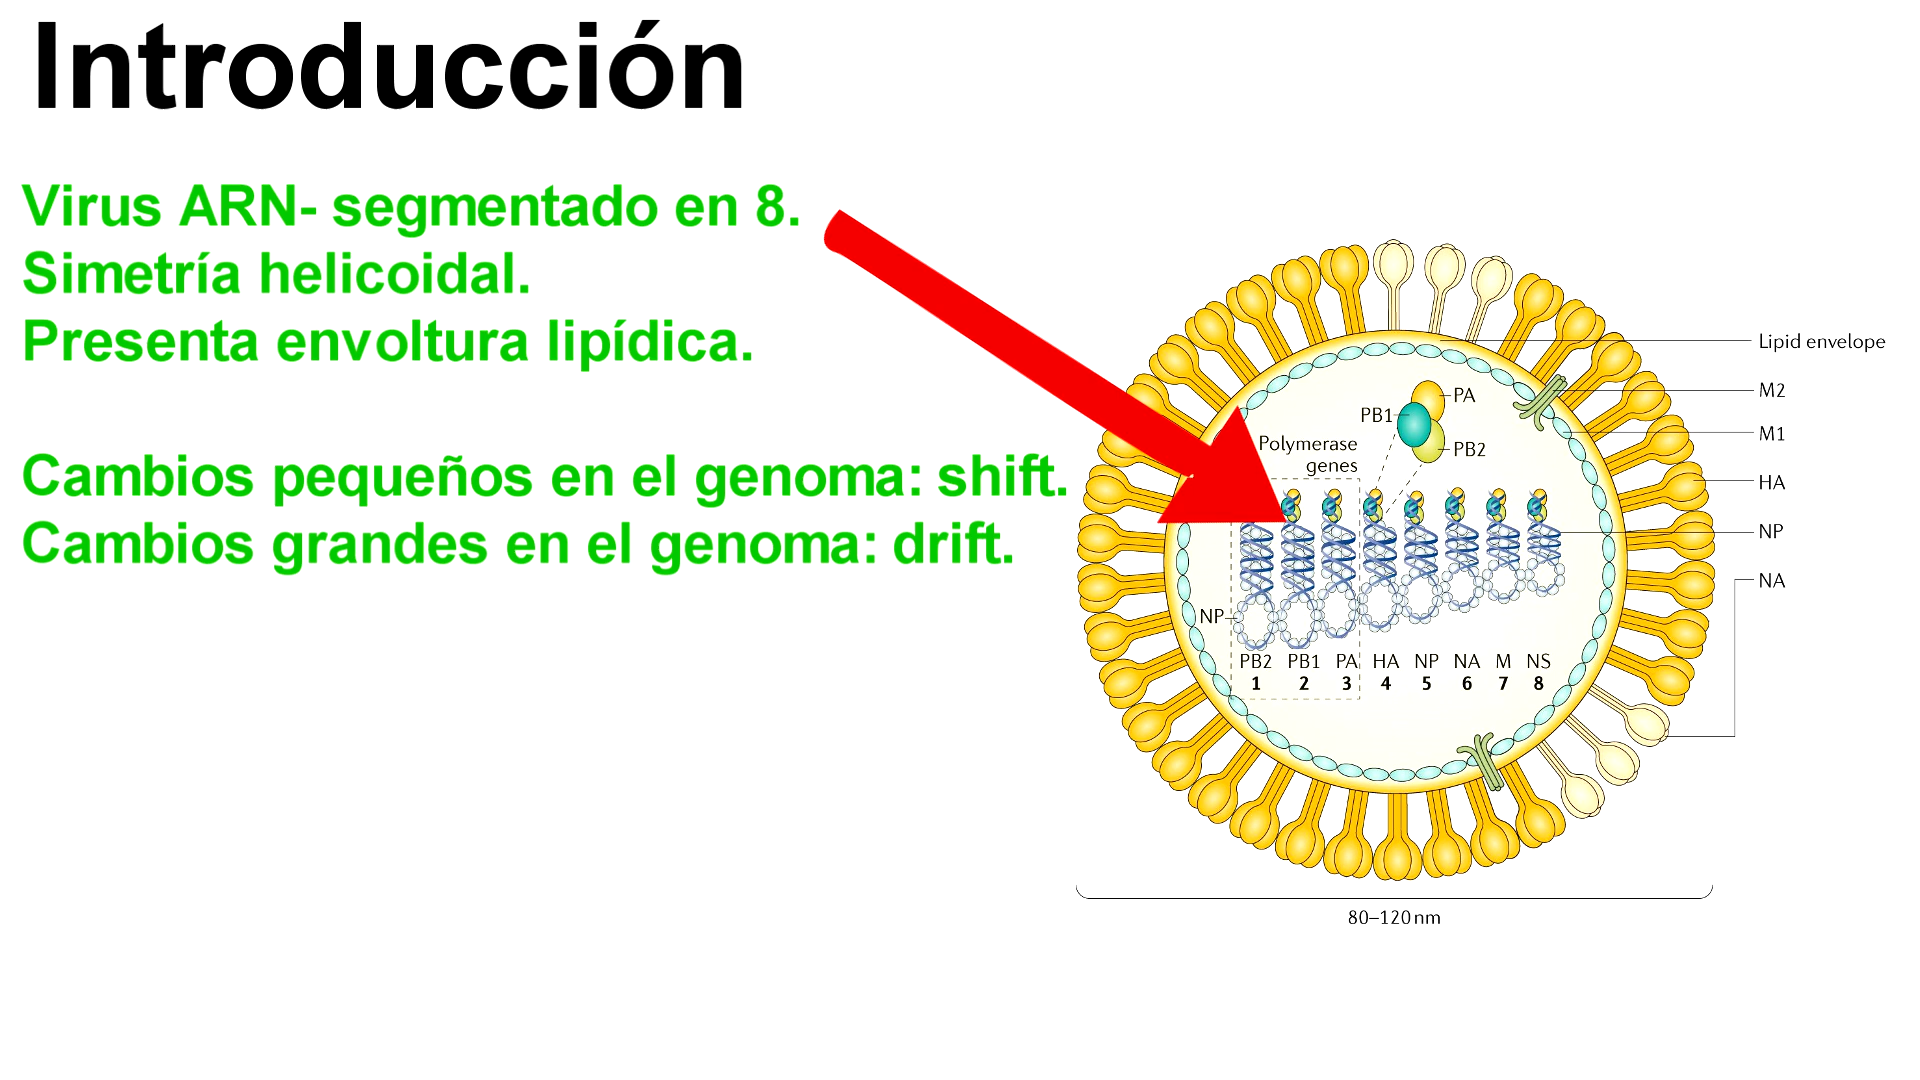 Introducción
Virus ARN- segmentado en 8.
Simetría helicoidal.
Presenta envoltura lipídica.
Cambios pequeños en el genoma: shift.
Cambios grandes en el genoma: drift.
Lipid envelope
M2
M1
HA
NP
NA
PA
PB1
PB2
Polymerase
genes
NP
PB2 PB1 PA HA NP NA M NS
1 2 3 4 5 6 7 8
80–120 nm